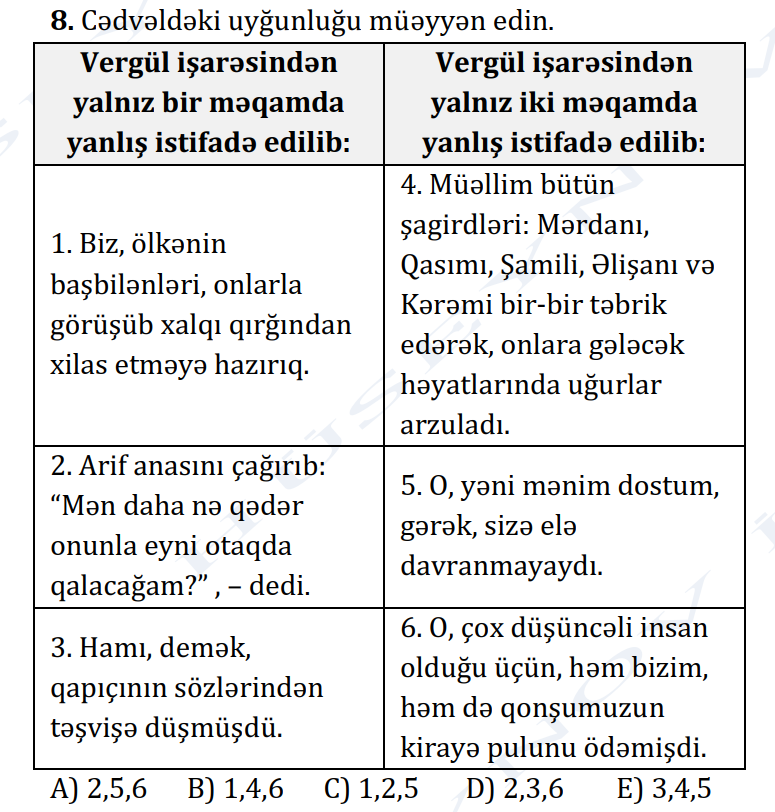 8. Cədvəldəki uyğunluğu müəyyən edin.
Vergül işarəsindən
yalnız bir məqamda
yanlış istifadə edilib:
Vergül işarəsindən
yalnız iki məqamda
yanlış istifadə edilib:
1. Biz, ölkənin
başbilənləri, onlarla
görüşüb xalqı qırğından
xilas etməyə hazırıq.
4. Müəllim bütün
şagirdləri: Mərdanı,
Qasımı, Şamili, Əlişanı və
Kərəmi bir-bir təbrik
edərək, onlara gələcək
həyatlarında uğurlar
arzuladı.
2. Arif anasını çağırıb:
“Mən daha nə qədər
onunla eyni otaqda
qalacağam?” , – dedi.
5. O, yəni mənim dostum,
gərək, sizə elə
davranmayaydı.
3. Hamı, demək,
qapıçının sözlərindən
təşvişə düşmüşdü.
6. O, çox düşüncəli insan
olduğu üçün, həm bizim,
həm də qonşumuzun
kirayə pulunu ödəmişdi.
A) 2,5,6 B) 1,4,6 C) 1,2,5 D) 2,3,6 E) 3,4,5